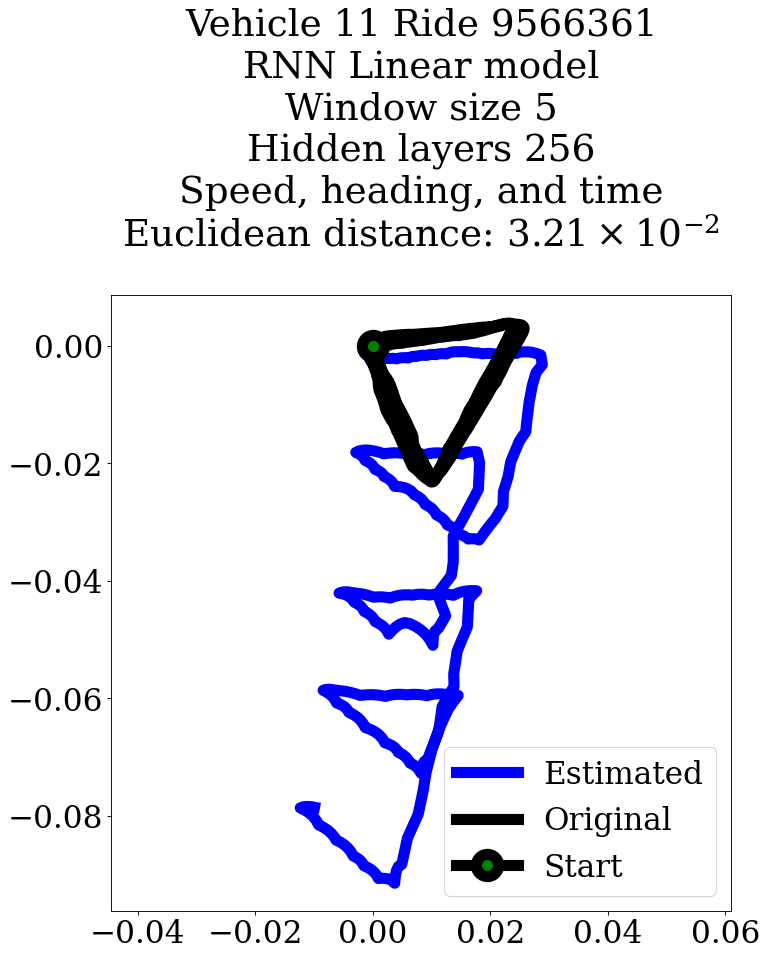 Vehicle 11 Ride 9566361
RNN Linear model
Window size 5
Hidden layers 256
Speed, heading, and time
Euclidean distance: 3.21 × 10⁻²
0.00
−0.02
−0.04
−0.06
−0.08
Estimated
Original
Start
−0.04 −0.02 0.00 0.02 0.04 0.06